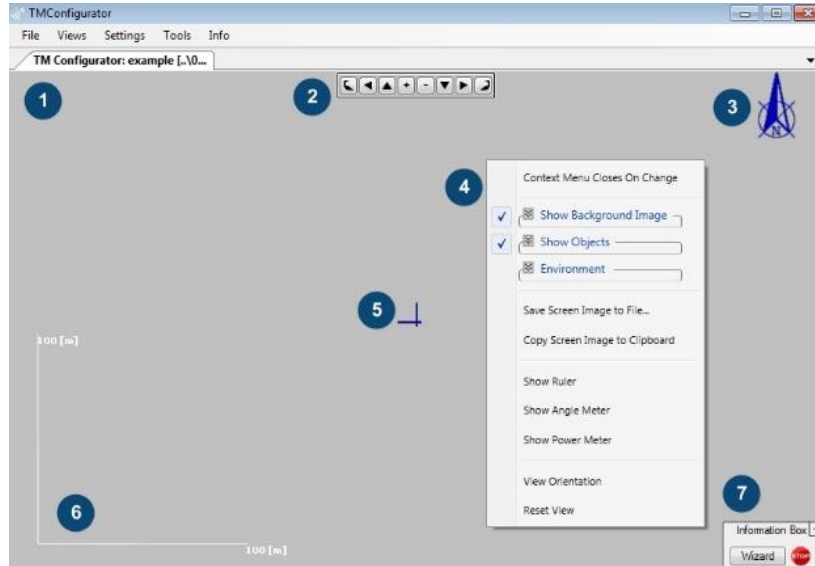 TMConfigurator
File Views Settings Tools Info
TM Configurator: example [..\0...
1
2
3
N
4
Context Menu Closes On Change
Show Background Image
Show Objects
Environment
5
Save Screen Image to File...
Copy Screen Image to Clipboard
100 [m]
Show Ruler
Show Angle Meter
Show Power Meter
View Orientation
Reset View
6
100 [m]
7
Information Box
Wizard STOP